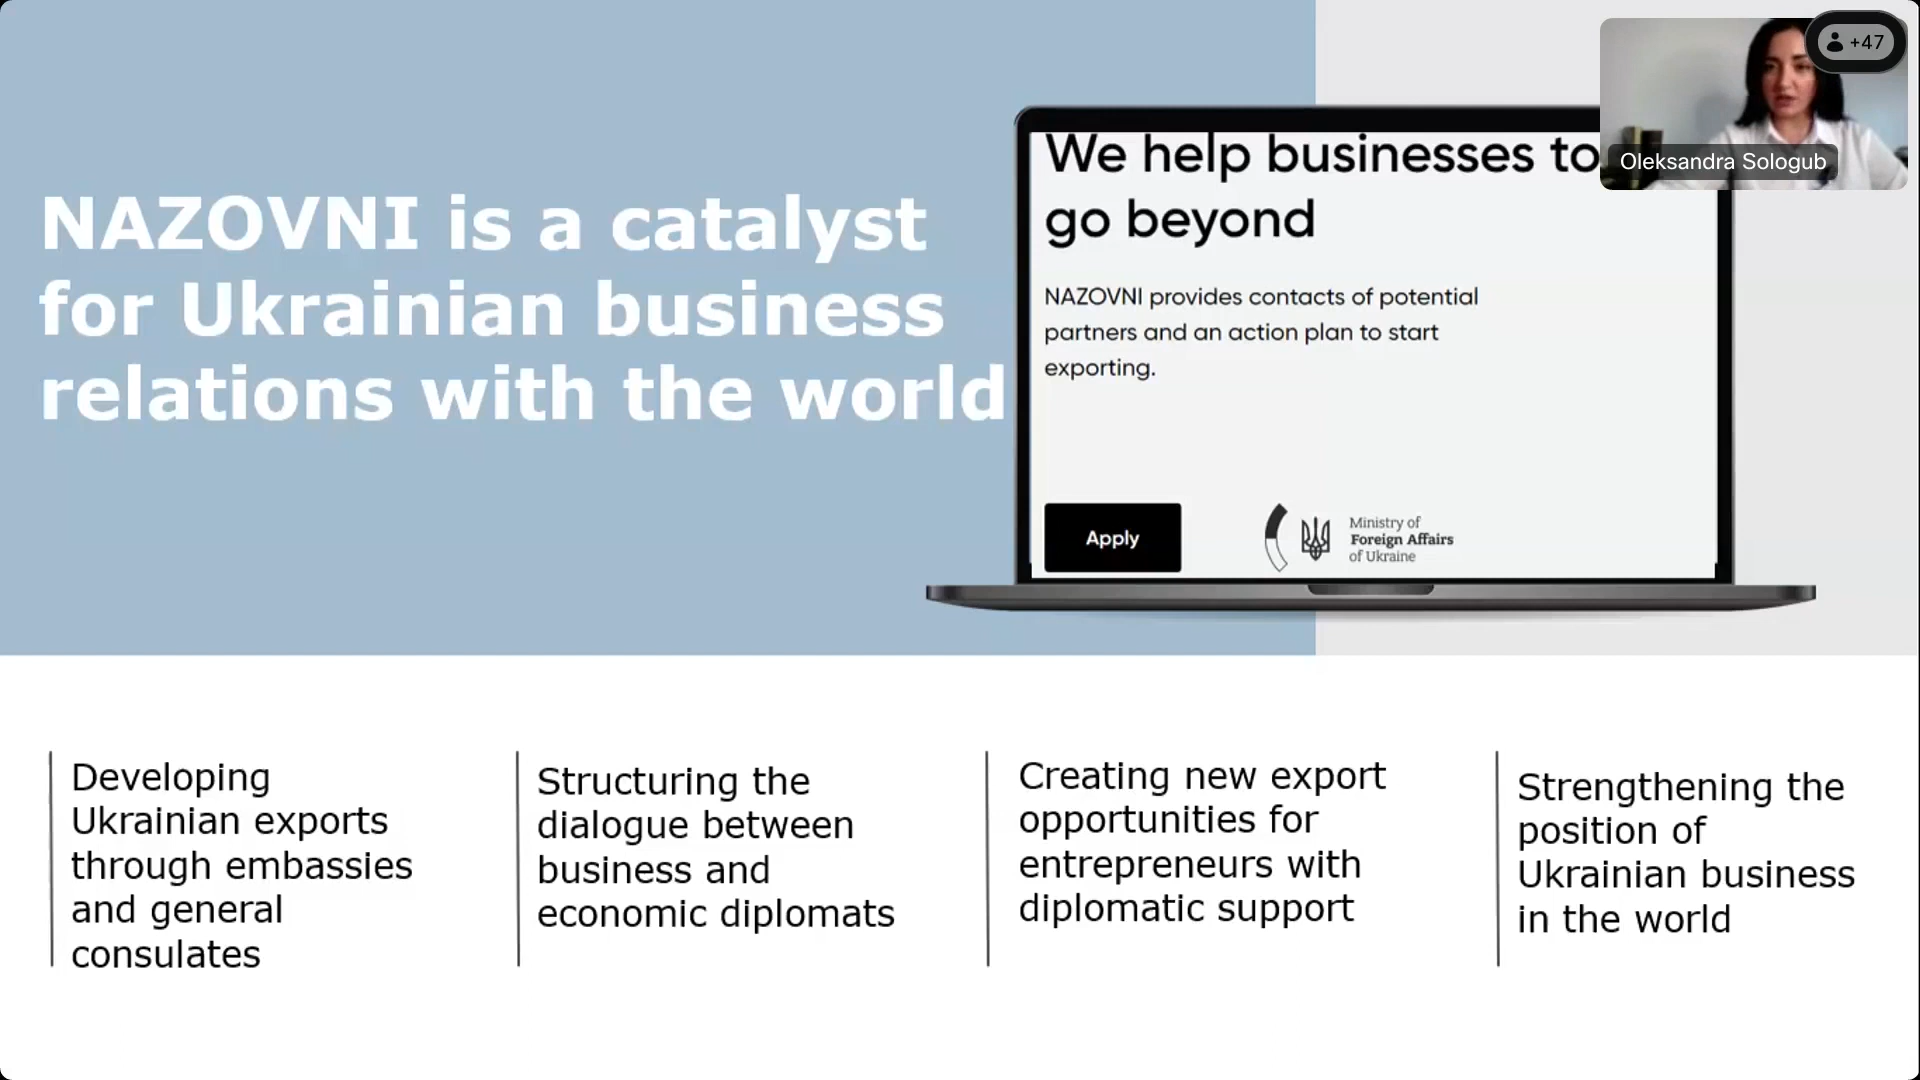 NAZOVNI is a catalyst
for Ukrainian business
relations with the world
We help businesses to
go beyond
NAZOVNI provides contacts of potential
partners and an action plan to start
exporting.
Apply
Ministry of
Foreign Affairs
of Ukraine
+47
Oleksandra Sologub
Developing
Ukrainian exports
through embassies
and general
consulates
Structuring the
dialogue between
business and
economic diplomats
Creating new export
opportunities for
entrepreneurs with
diplomatic support
Strengthening the
position of
Ukrainian business
in the world